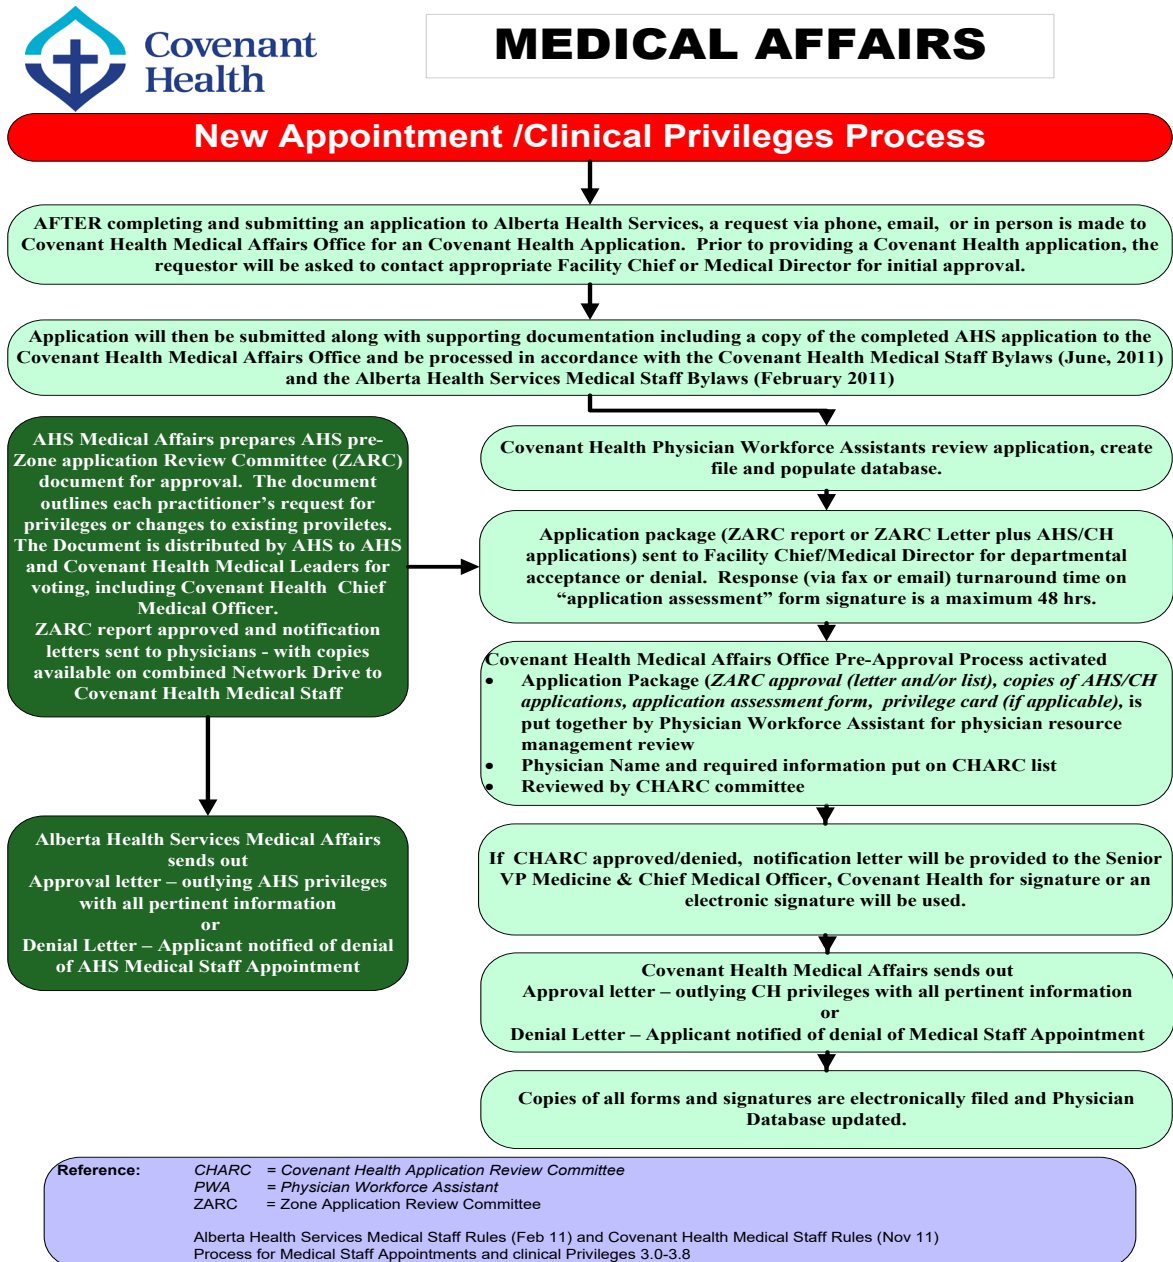 Covenant
Health
MEDICAL AFFAIRS
New Appointment /Clinical Privileges Process
AFTER completing and submitting an application to Alberta Health Services, a request via phone, email,  or in person is made to
Covenant Health Medical Affairs Office for an Covenant Health Application.  Prior to providing a Covenant Health application, the
requestor will be asked to contact appropriate Facility Chief or Medical Director for initial approval.
Application will then be submitted along with supporting documentation including a copy of the completed AHS application to the
Covenant Health Medical Affairs Office and be processed in accordance with the Covenant Health Medical Staff Bylaws (June, 2011)
and the Alberta Health Services Medical Staff Bylaws (February 2011)
AHS Medical Affairs prepares AHS pre-
Zone application Review Committee (ZARC)
document for approval.  The document
outlines each practitioner's request for
privileges or changes to existing proviletes.
The Document is distributed by AHS to AHS
and Covenant Health Medical Leaders for
voting, including Covenant Health  Chief
Medical Officer.
ZARC report approved and notification
letters sent to physicians - with copies
available on combined Network Drive to
Covenant Health Medical Staff
Alberta Health Services Medical Affairs
sends out
Approval letter – outlying AHS privileges
with all pertinent information
or
Denial Letter – Applicant notified of denial
of AHS Medical Staff Appointment
Covenant Health Physician Workforce Assistants review application, create
file and populate database.
Application package (ZARC report or ZARC Letter plus AHS/CH
applications) sent to Facility Chief/Medical Director for departmental
acceptance or denial.  Response (via fax or email) turnaround time on
“application assessment” form signature is a maximum 48 hrs.
Covenant Health Medical Affairs Office Pre-Approval Process activated
• Application Package (ZARC approval (letter and/or list), copies of AHS/CH
applications, application assessment form,  privilege card (if applicable), is
put together by Physician Workforce Assistant for physician resource
management review
• Physician Name and required information put on CHARC list
• Reviewed by CHARC committee
If  CHARC approved/denied,  notification letter will be provided to the Senior
VP Medicine & Chief Medical Officer, Covenant Health for signature or an
electronic signature will be used.
Covenant Health Medical Affairs sends out
Approval letter – outlying CH privileges with all pertinent information
or
Denial Letter – Applicant notified of denial of Medical Staff Appointment
Copies of all forms and signatures are electronically filed and Physician
Database updated.
Reference: CHARC = Covenant Health Application Review Committee
PWA = Physician Workforce Assistant
ZARC = Zone Application Review Committee
Alberta Health Services Medical Staff Rules (Feb 11) and Covenant Health Medical Staff Rules (Nov 11)
Process for Medical Staff Appointments and clinical Privileges 3.0-3.8